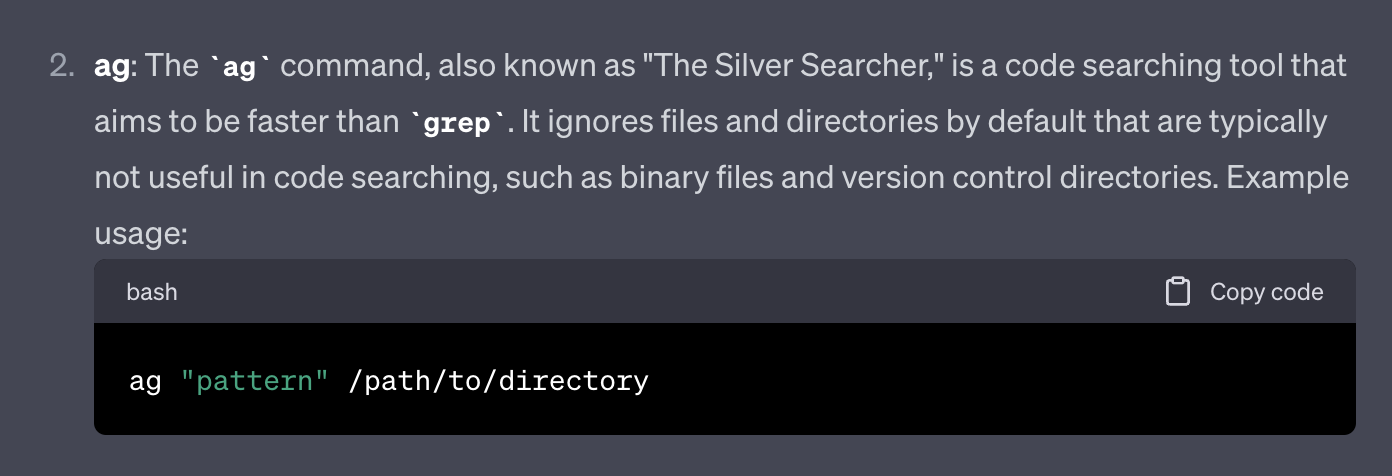 2. ag: The `ag` command, also known as "The Silver Searcher," is a code searching tool that
aims to be faster than `grep`. It ignores files and directories by default that are typically
not useful in code searching, such as binary files and version control directories. Example
usage:
bash Copy code
ag "pattern" /path/to/directory